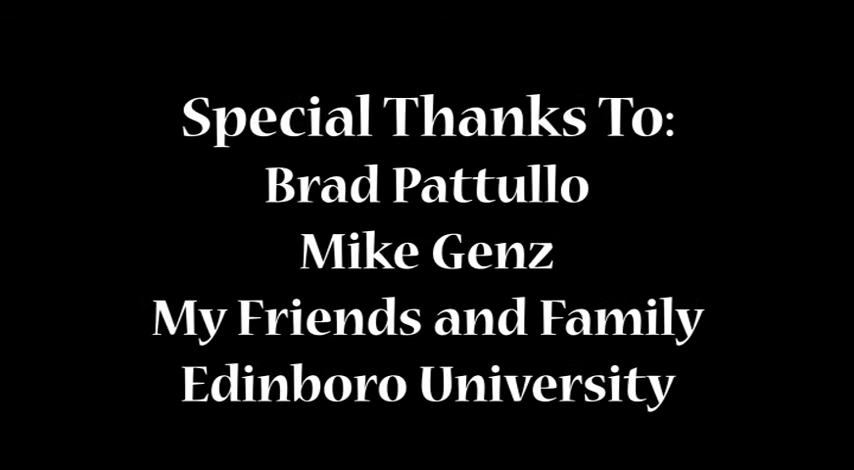 Special Thanks To:
Brad Pattullo
Mike Genz
My Friends and Family
Edinboro University